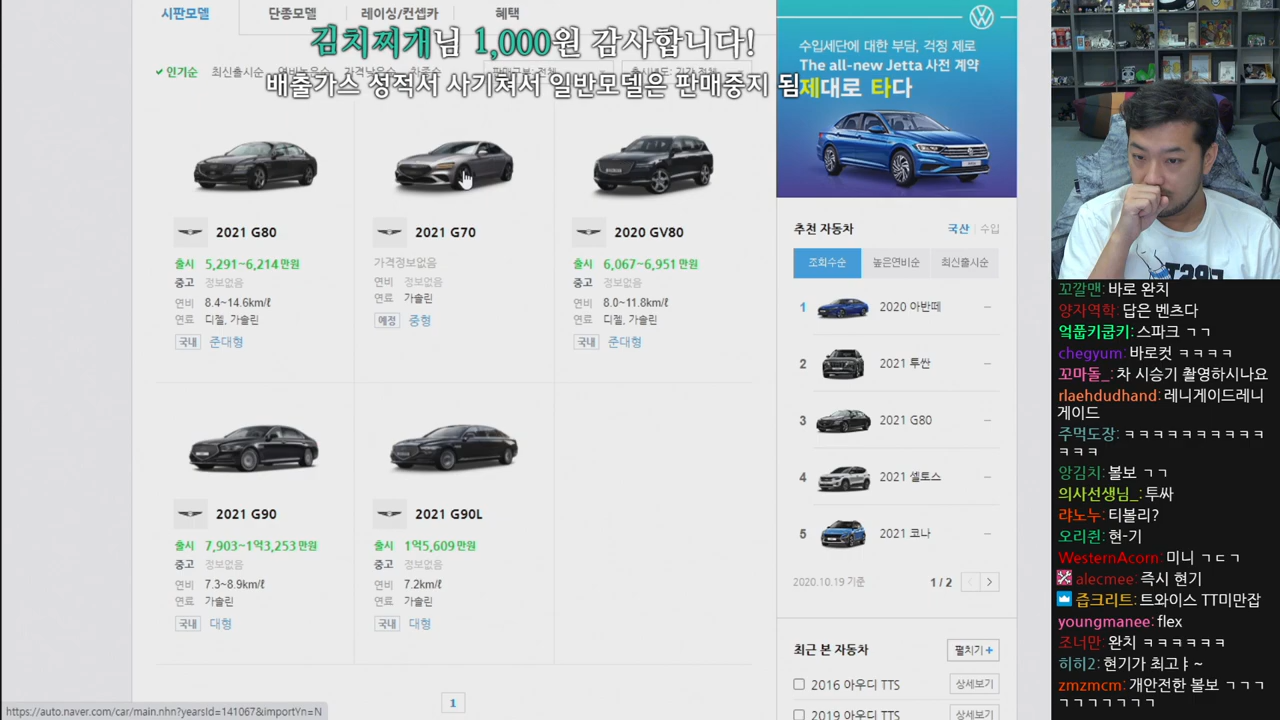 시판모델
단종모델
레이싱/컨셉카
혜택
김치찌개님 1,000원 감사합니다!
인기순
최신출시순
배출가스 성적서 사기쳐서 일반모델은 판매중지 됨
2021 G80
출시 5,291~6,214만원
중고 정보없음
연비 8.4~14.6km/ℓ
연료 디젤, 가솔린
국내 준대형
2021 G70
가격정보없음
중고 정보없음
연료 가솔린
예정 중형
2020 GV80
출시 6,067~6,951만원
중고 정보없음
연비 8.0~11.8km/ℓ
연료 디젤, 가솔린
국내 준대형
2021 G90
출시 7,903~1억3,253만원
중고 정보없음
연비 7.3~8.9km/ℓ
연료 가솔린
국내 대형
2021 G90L
출시 1억5,609만원
중고 정보없음
연비 7.2km/ℓ
연료 가솔린
국내 대형
1
https://auto.naver.com/car/main.nhn?yearsId=141067&importYn=N
수입세단에 대한 부담, 걱정 제로
The all-new Jetta 사전 계약
제대로 타다
추천 자동차
국산 | 수입
조회수순
높은연비순
최신출시순
1 2020 아반떼
2 2021 투싼
3 2021 G80
4 2021 셀토스
5 2021 코나
2020.10.19 기준
1 / 2
최근 본 자동차
펼치기 +
2016 아우디 TTS 상세보기
2019 아우디 TTS 상세보기
꼬깔맨: 바로 완치
양자역학: 답은 벤츠다
엌풉키쿱키: 스파크 ㄱㄱ
chegyum: 바로컷 ㅋㅋㅋㅋ
꼬마돌_: 차 시승기 촬영하시나요
rlaehdudhand: 레니게이드레니
게이드
주먹도장: ㅋㅋㅋㅋㅋㅋㅋㅋㅋㅋ
ㅋㅋㅋ
앙김치: 볼보 ㄱㄱ
의사선생님_: 투싸
랴노누: 티볼리?
오리쥔: 현-기
WesternAcorn: 미니 ㄱㄷㄱ
alecmee: 즉시 현기
즙크리트: 트와이스 TT미만잡
youngmanee: flex
조너만: 완치 ㅋㅋㅋㅋㅋㅋ
히히2: 현기가 최고ㅑ~
zmzmcm: 개안전한 볼보 ㄱㄱㄱ
ㄱㄱㄱㄱㄱㄱㄱ